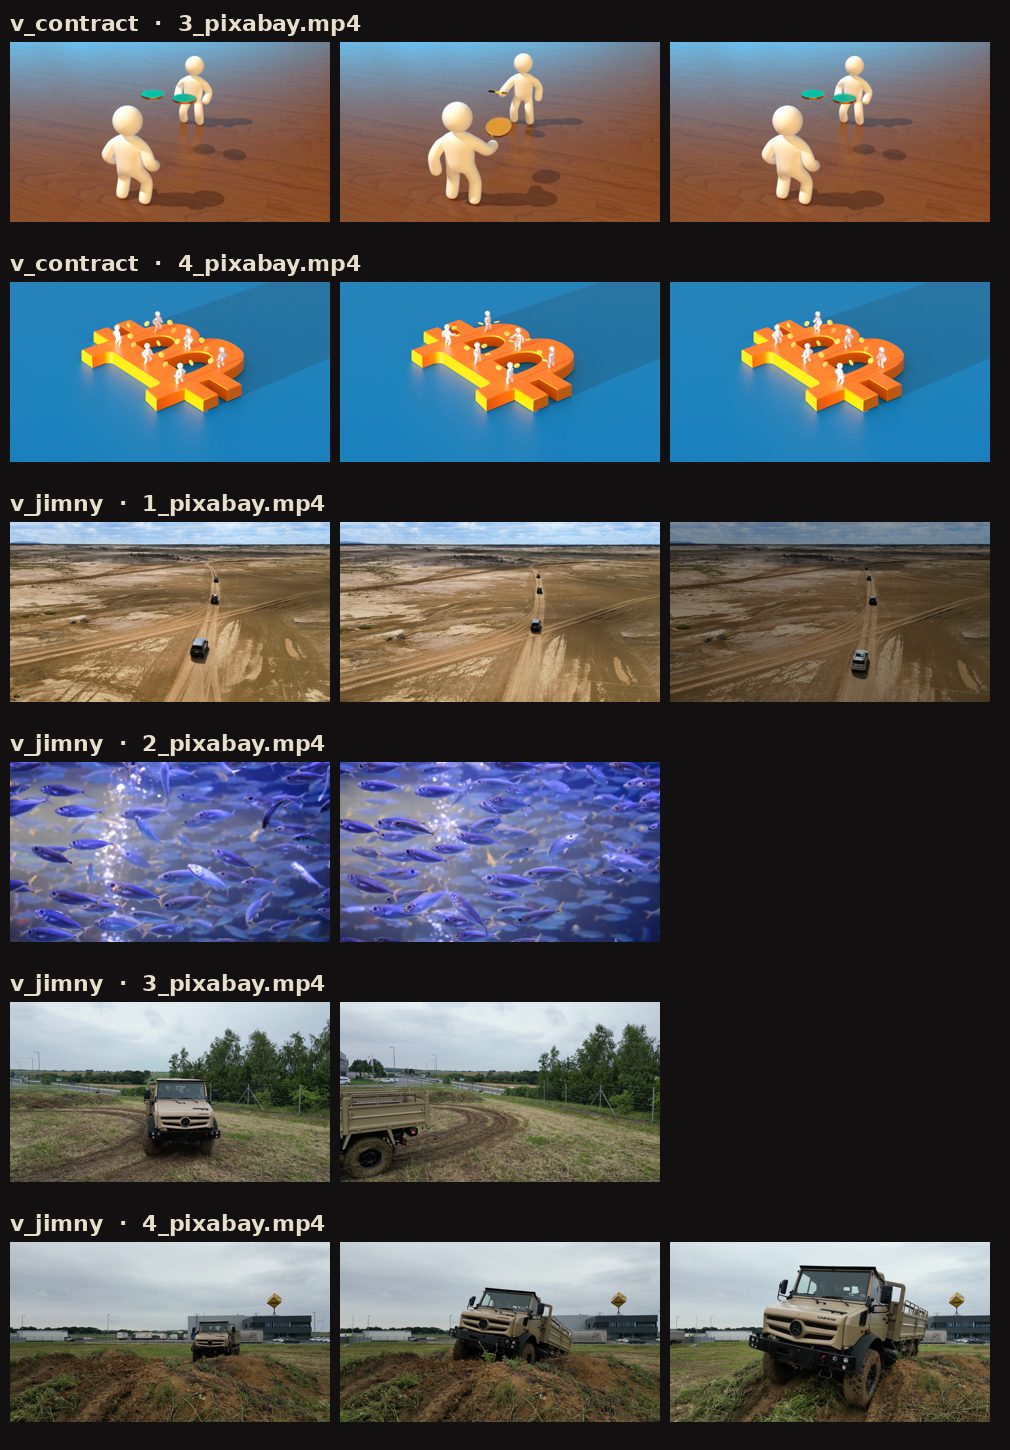 v_contract · 3_pixabay.mp4
v_contract · 4_pixabay.mp4
v_jimny · 1_pixabay.mp4
v_jimny · 2_pixabay.mp4
v_jimny · 3_pixabay.mp4
v_jimny · 4_pixabay.mp4